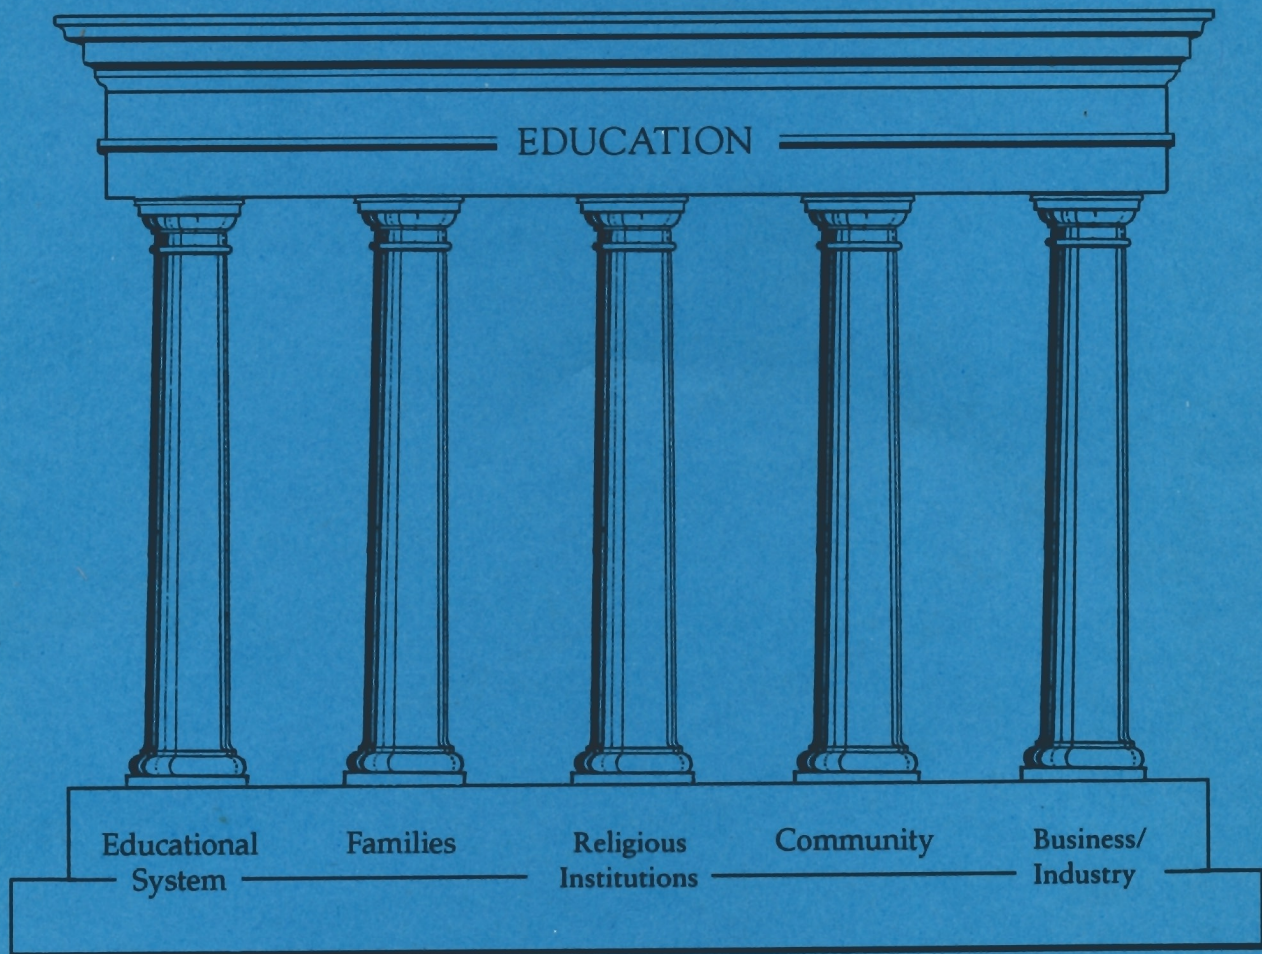 EDUCATION
Educational
System
Families
Religious
Institutions
Community
Business/
Industry